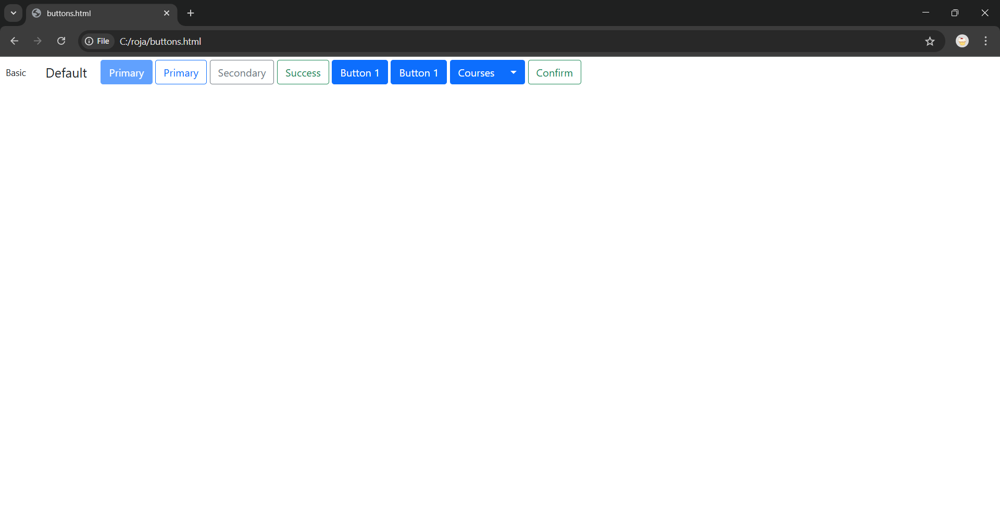 buttons.html
File C:/roja/buttons.html
Basic Default Primary Primary Secondary Success Button 1 Button 1 Courses Confirm